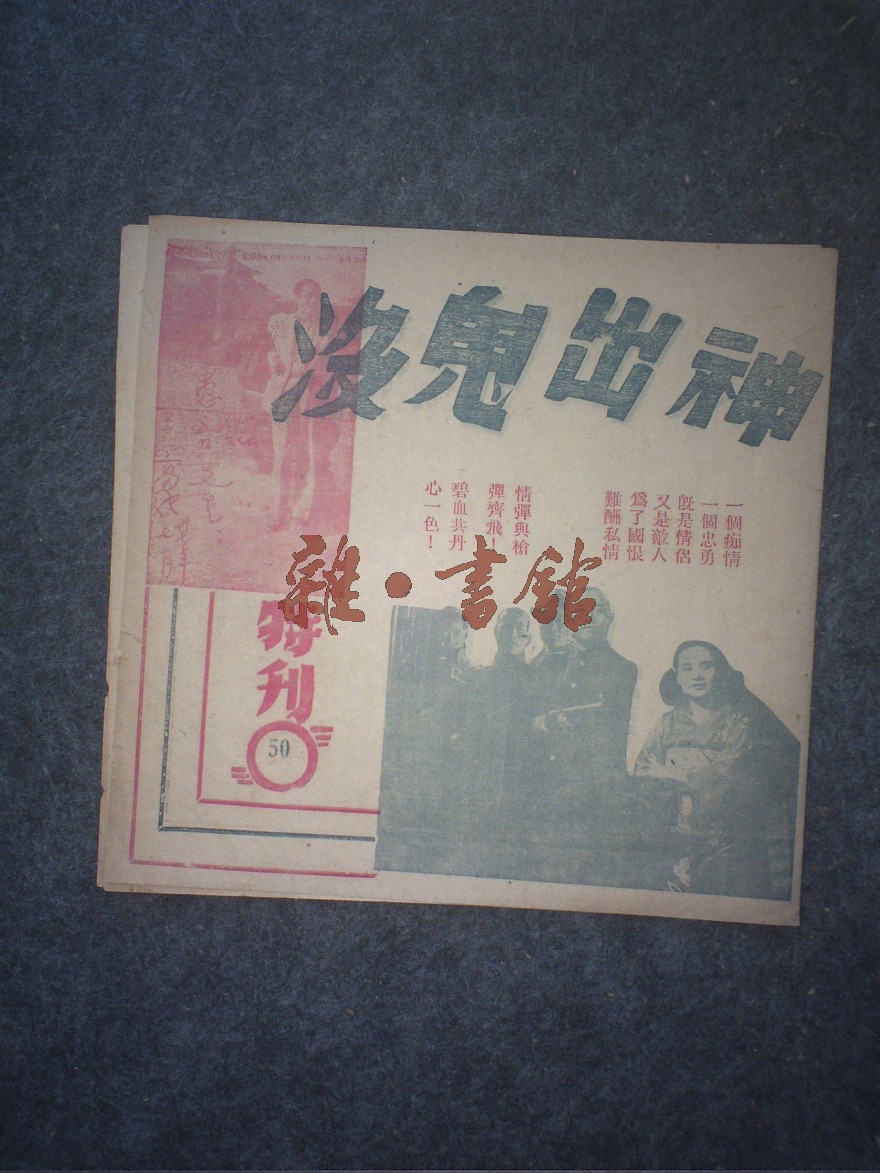 神出鬼没
一個痴情
一個忠勇
既是情侶
又是敵人
爲了國恨
難酬私情
情彈與槍
彈齊飛！
碧血共丹
心一色！
特刊
50
雜·書館